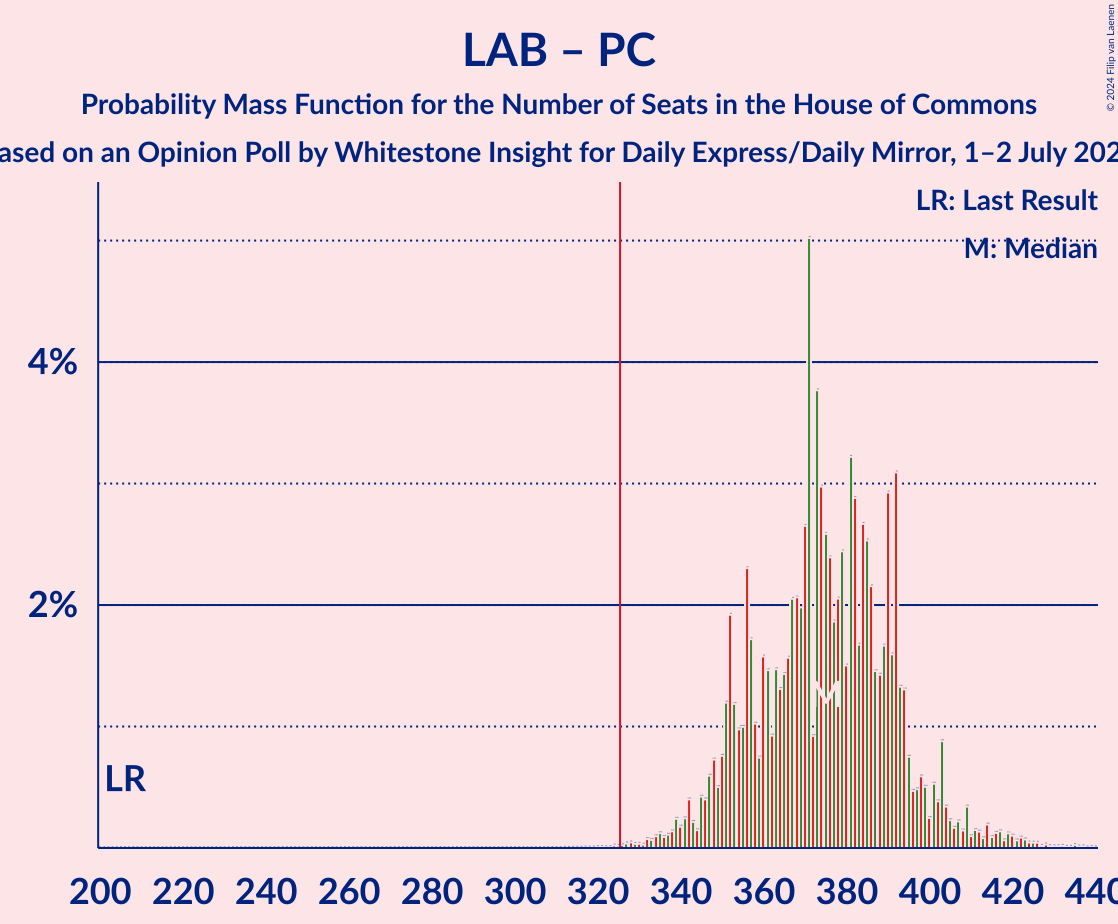 LAB – PC
Probability Mass Function for the Number of Seats in the House of Commons
ased on an Opinion Poll by Whitestone Insight for Daily Express/Daily Mirror, 1–2 July 202
© 2024 Filip van Laenen
LR: Last Result
M: Median
4%
2%
LR
M
200 220 240 260 280 300 320 340 360 380 400 420 440